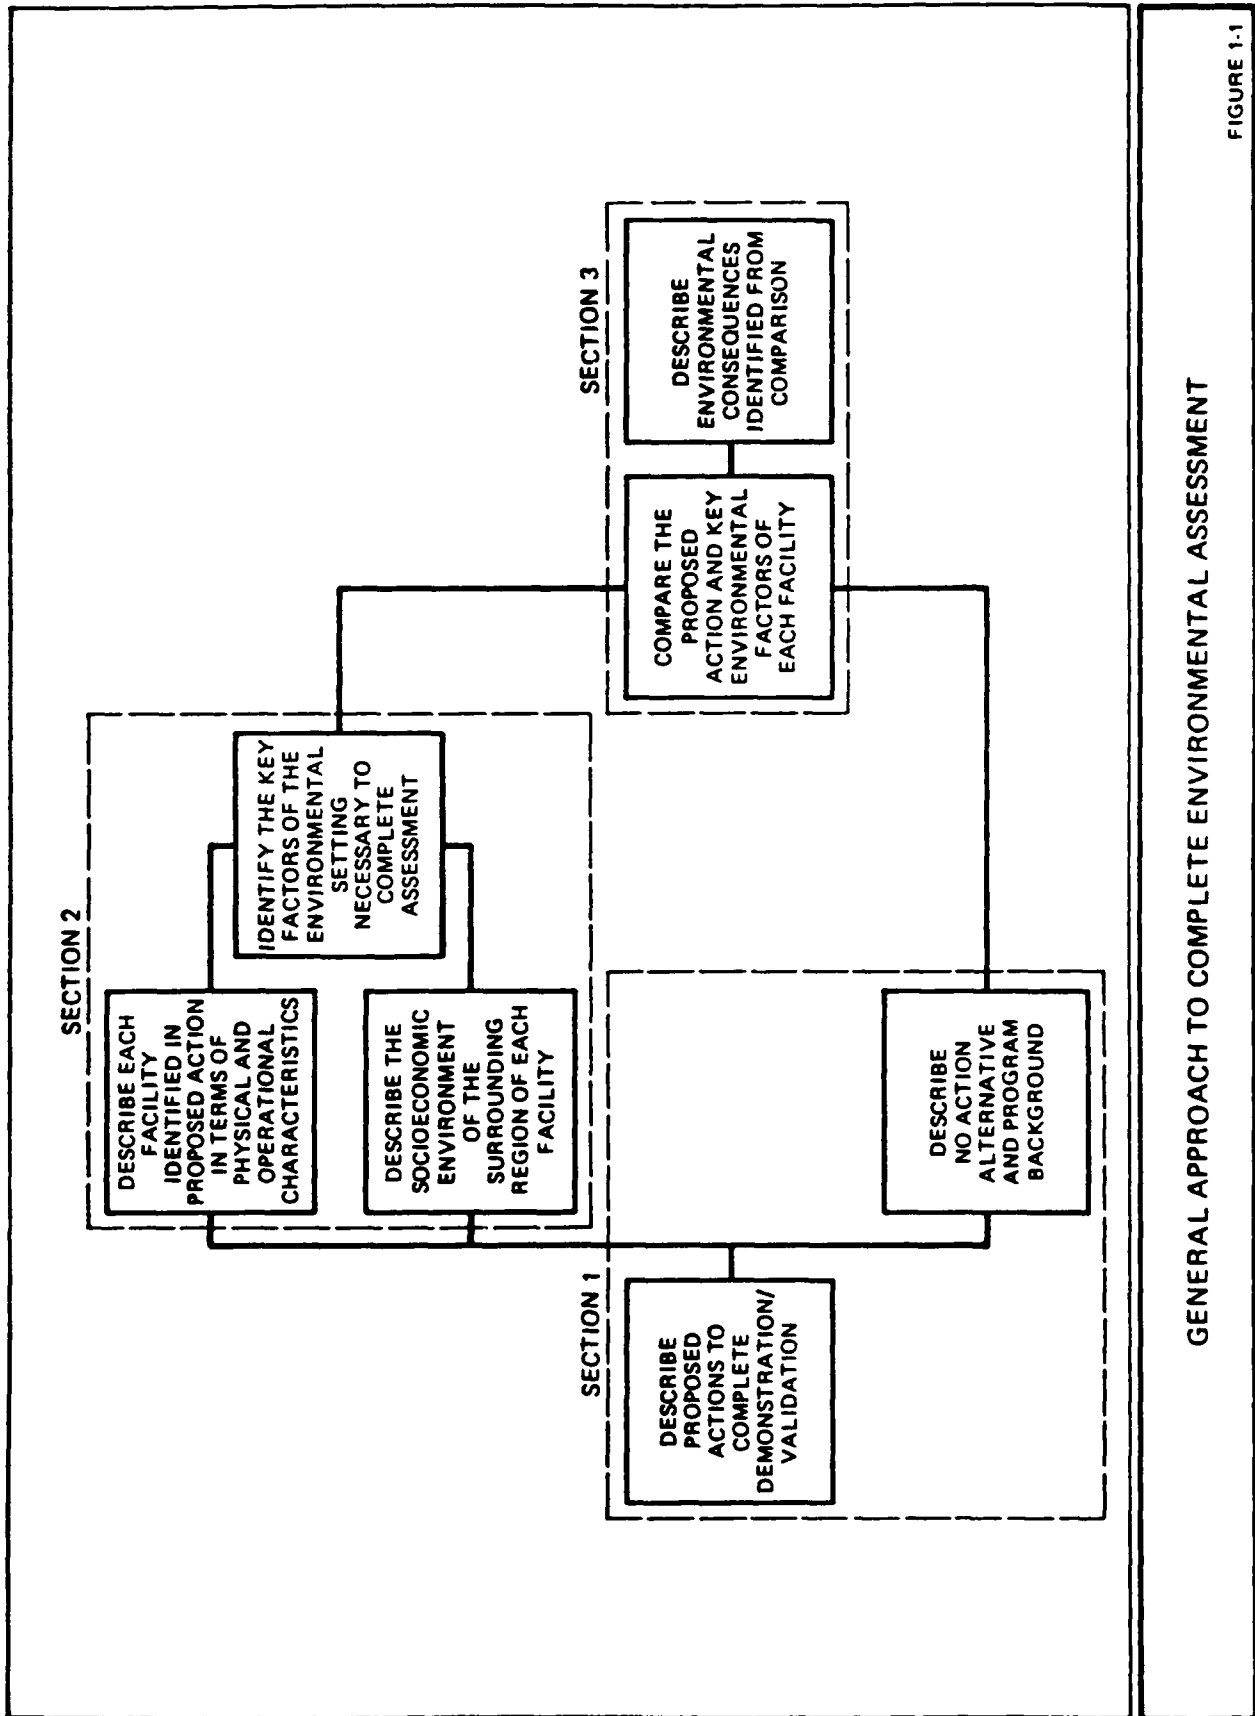 SECTION 2
DESCRIBE EACH
FACILITY
IDENTIFIED IN
PROPOSED ACTION
IN TERMS OF
PHYSICAL AND
OPERATIONAL
CHARACTERISTICS
IDENTIFY THE KEY
FACTORS OF THE
ENVIRONMENTAL
SETTING
NECESSARY TO
COMPLETE
ASSESSMENT
DESCRIBE THE
SOCIOECONOMIC
ENVIRONMENT
OF THE
SURROUNDING
REGION OF EACH
FACILITY
SECTION 1
DESCRIBE
PROPOSED
ACTIONS TO
COMPLETE
DEMONSTRATION/
VALIDATION
DESCRIBE
NO ACTION
ALTERNATIVE
AND PROGRAM
BACKGROUND
SECTION 3
COMPARE THE
PROPOSED
ACTION AND KEY
ENVIRONMENTAL
FACTORS OF
EACH FACILITY
DESCRIBE
ENVIRONMENTAL
CONSEQUENCES
IDENTIFIED FROM
COMPARISON
GENERAL APPROACH TO COMPLETE ENVIRONMENTAL ASSESSMENT
FIGURE 1-1